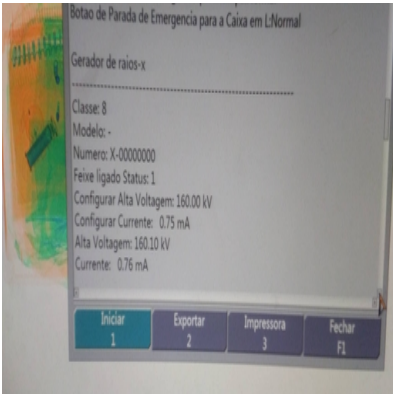 Botao de Parada de Emergencia para a Caixa em L:Normal
Gerador de raios-x
Classe: 8
Modelo: -
Numero: X-00000000
Feixe ligado Status: 1
Configurar Alta Voltagem: 160.00 kV
Configurar Currente: 0.75 mA
Alta Voltagem: 160.10 kV
Currente: 0.76 mA
Iniciar
1
Exportar
2
Impressora
3
Fechar
F1